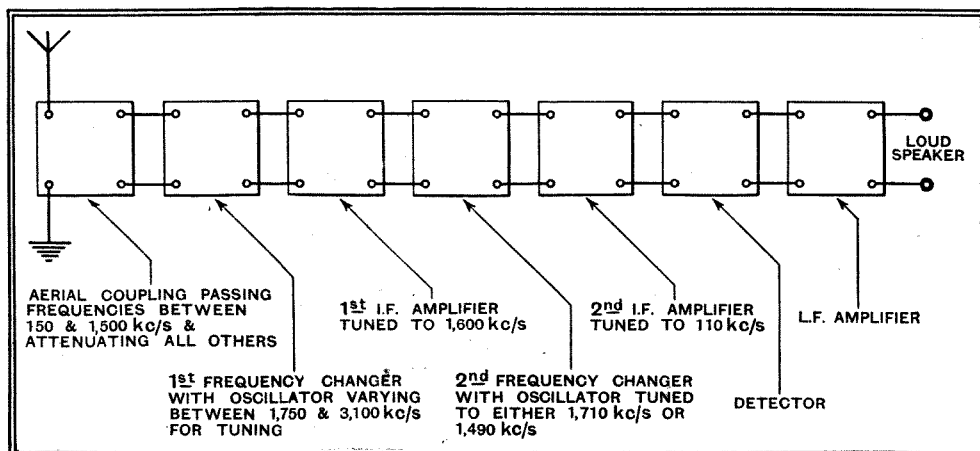 LOUD
SPEAKER
AERIAL COUPLING PASSING
FREQUENCIES BETWEEN
150 & 1,500 kc/s &
ATTENUATING ALL OTHERS
1st FREQUENCY CHANGER
WITH OSCILLATOR VARYING
BETWEEN 1,750 & 3,100 kc/s
FOR TUNING
1st I.F. AMPLIFIER
TUNED TO 1,600 kc/s
2nd FREQUENCY CHANGER
WITH OSCILLATOR TUNED
TO EITHER 1,710 kc/s OR
1,490 kc/s
2nd I.F. AMPLIFIER
TUNED TO 110 kc/s
DETECTOR
L.F. AMPLIFIER